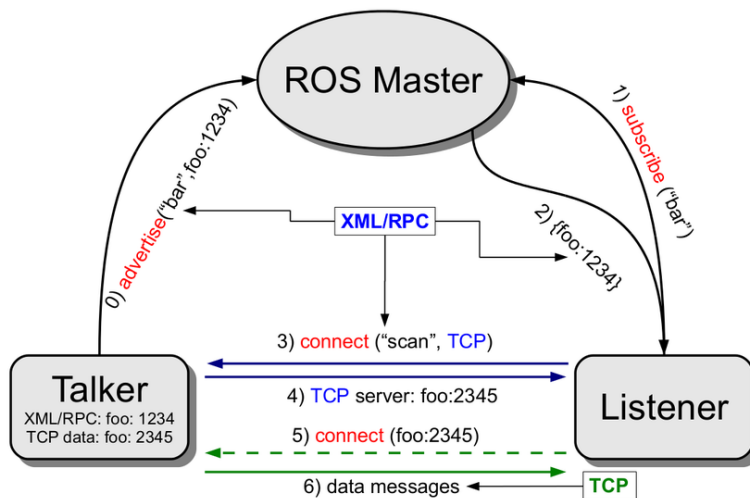 ROS Master
0) advertise(“bar”,foo:1234)
1) subscribe (“bar”)
XML/RPC
2) {foo:1234}
3) connect (“scan”, TCP)
Talker
XML/RPC: foo: 1234
TCP data: foo: 2345
4) TCP server: foo:2345
Listener
5) connect (foo:2345)
6) data messages
TCP